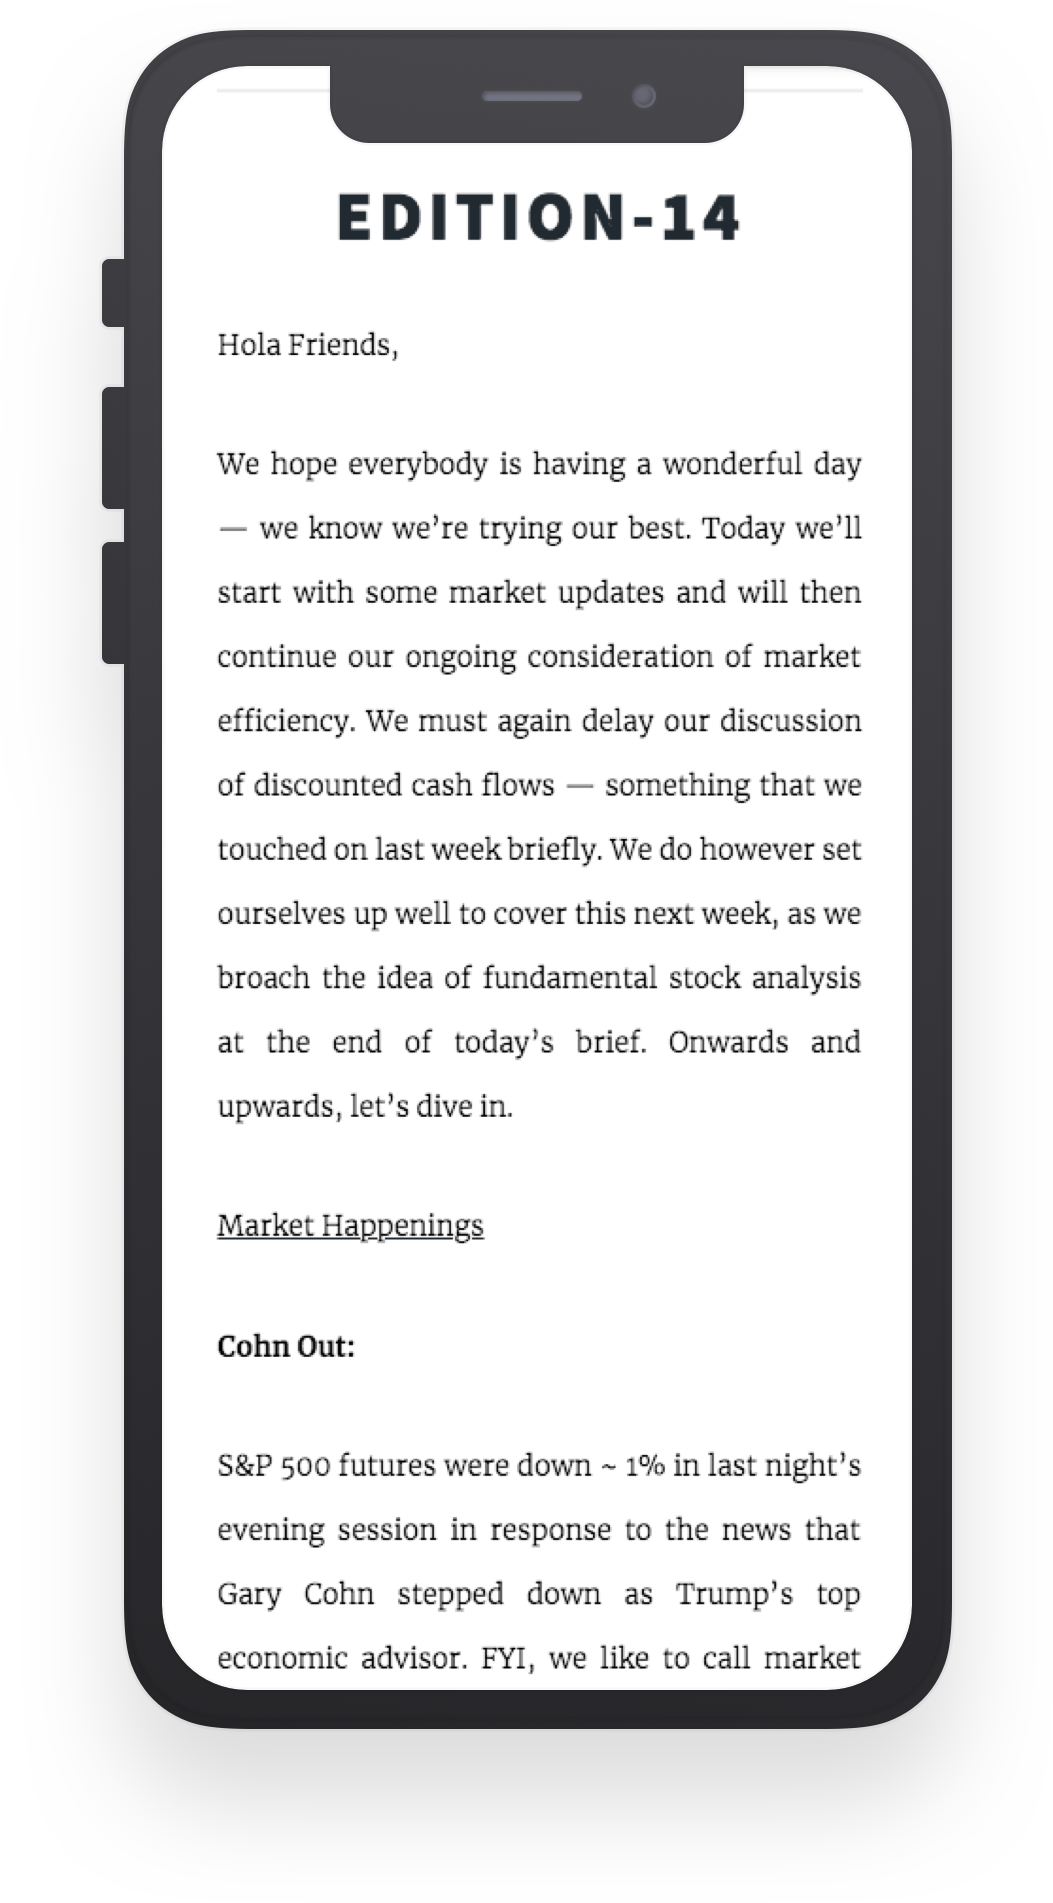 EDITION-14
Hola Friends,
We hope everybody is having a wonderful day
— we know we’re trying our best. Today we’ll
start with some market updates and will then
continue our ongoing consideration of market
efficiency. We must again delay our discussion
of discounted cash flows — something that we
touched on last week briefly. We do however set
ourselves up well to cover this next week, as we
broach the idea of fundamental stock analysis
at the end of today’s brief. Onwards and
upwards, let’s dive in.
Market Happenings
Cohn Out:
S&P 500 futures were down ~ 1% in last night’s
evening session in response to the news that
Gary Cohn stepped down as Trump’s top
economic advisor. FYI, we like to call market